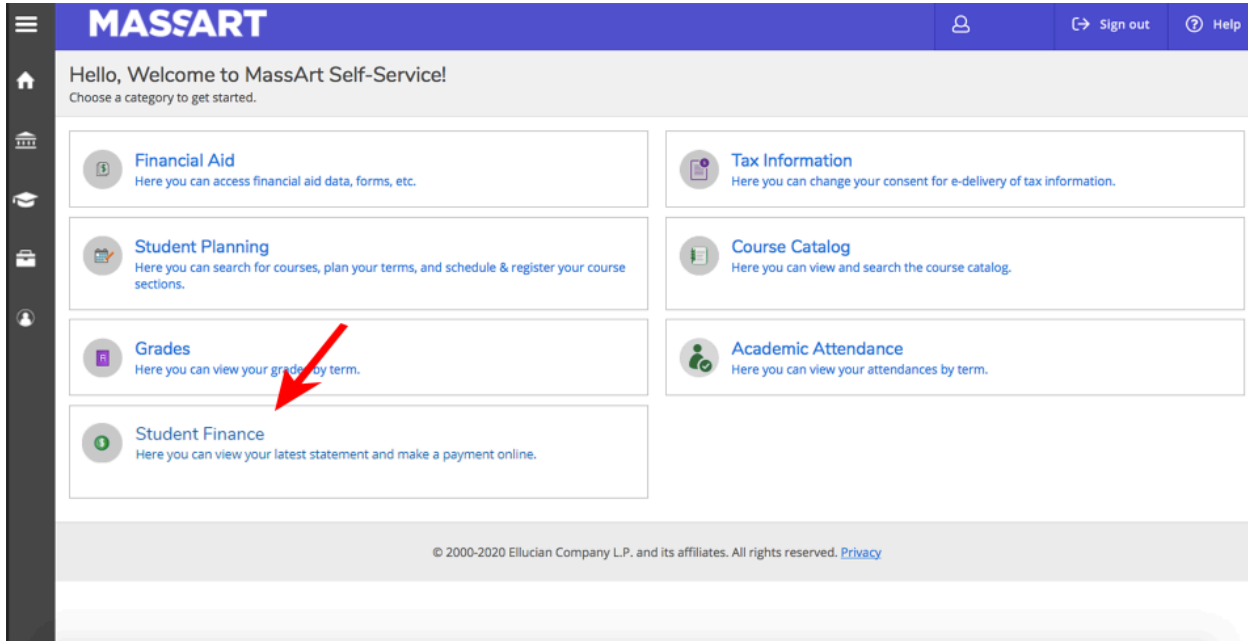 MASSART
Sign out
Help
Hello, Welcome to MassArt Self-Service!
Choose a category to get started.
Financial Aid
Here you can access financial aid data, forms, etc.
Tax Information
Here you can change your consent for e-delivery of tax information.
Student Planning
Here you can search for courses, plan your terms, and schedule & register your course
sections.
Course Catalog
Here you can view and search the course catalog.
Grades
Here you can view your grades by term.
Academic Attendance
Here you can view your attendances by term.
Student Finance
Here you can view your latest statement and make a payment online.
© 2000-2020 Ellucian Company L.P. and its affiliates. All rights reserved. Privacy